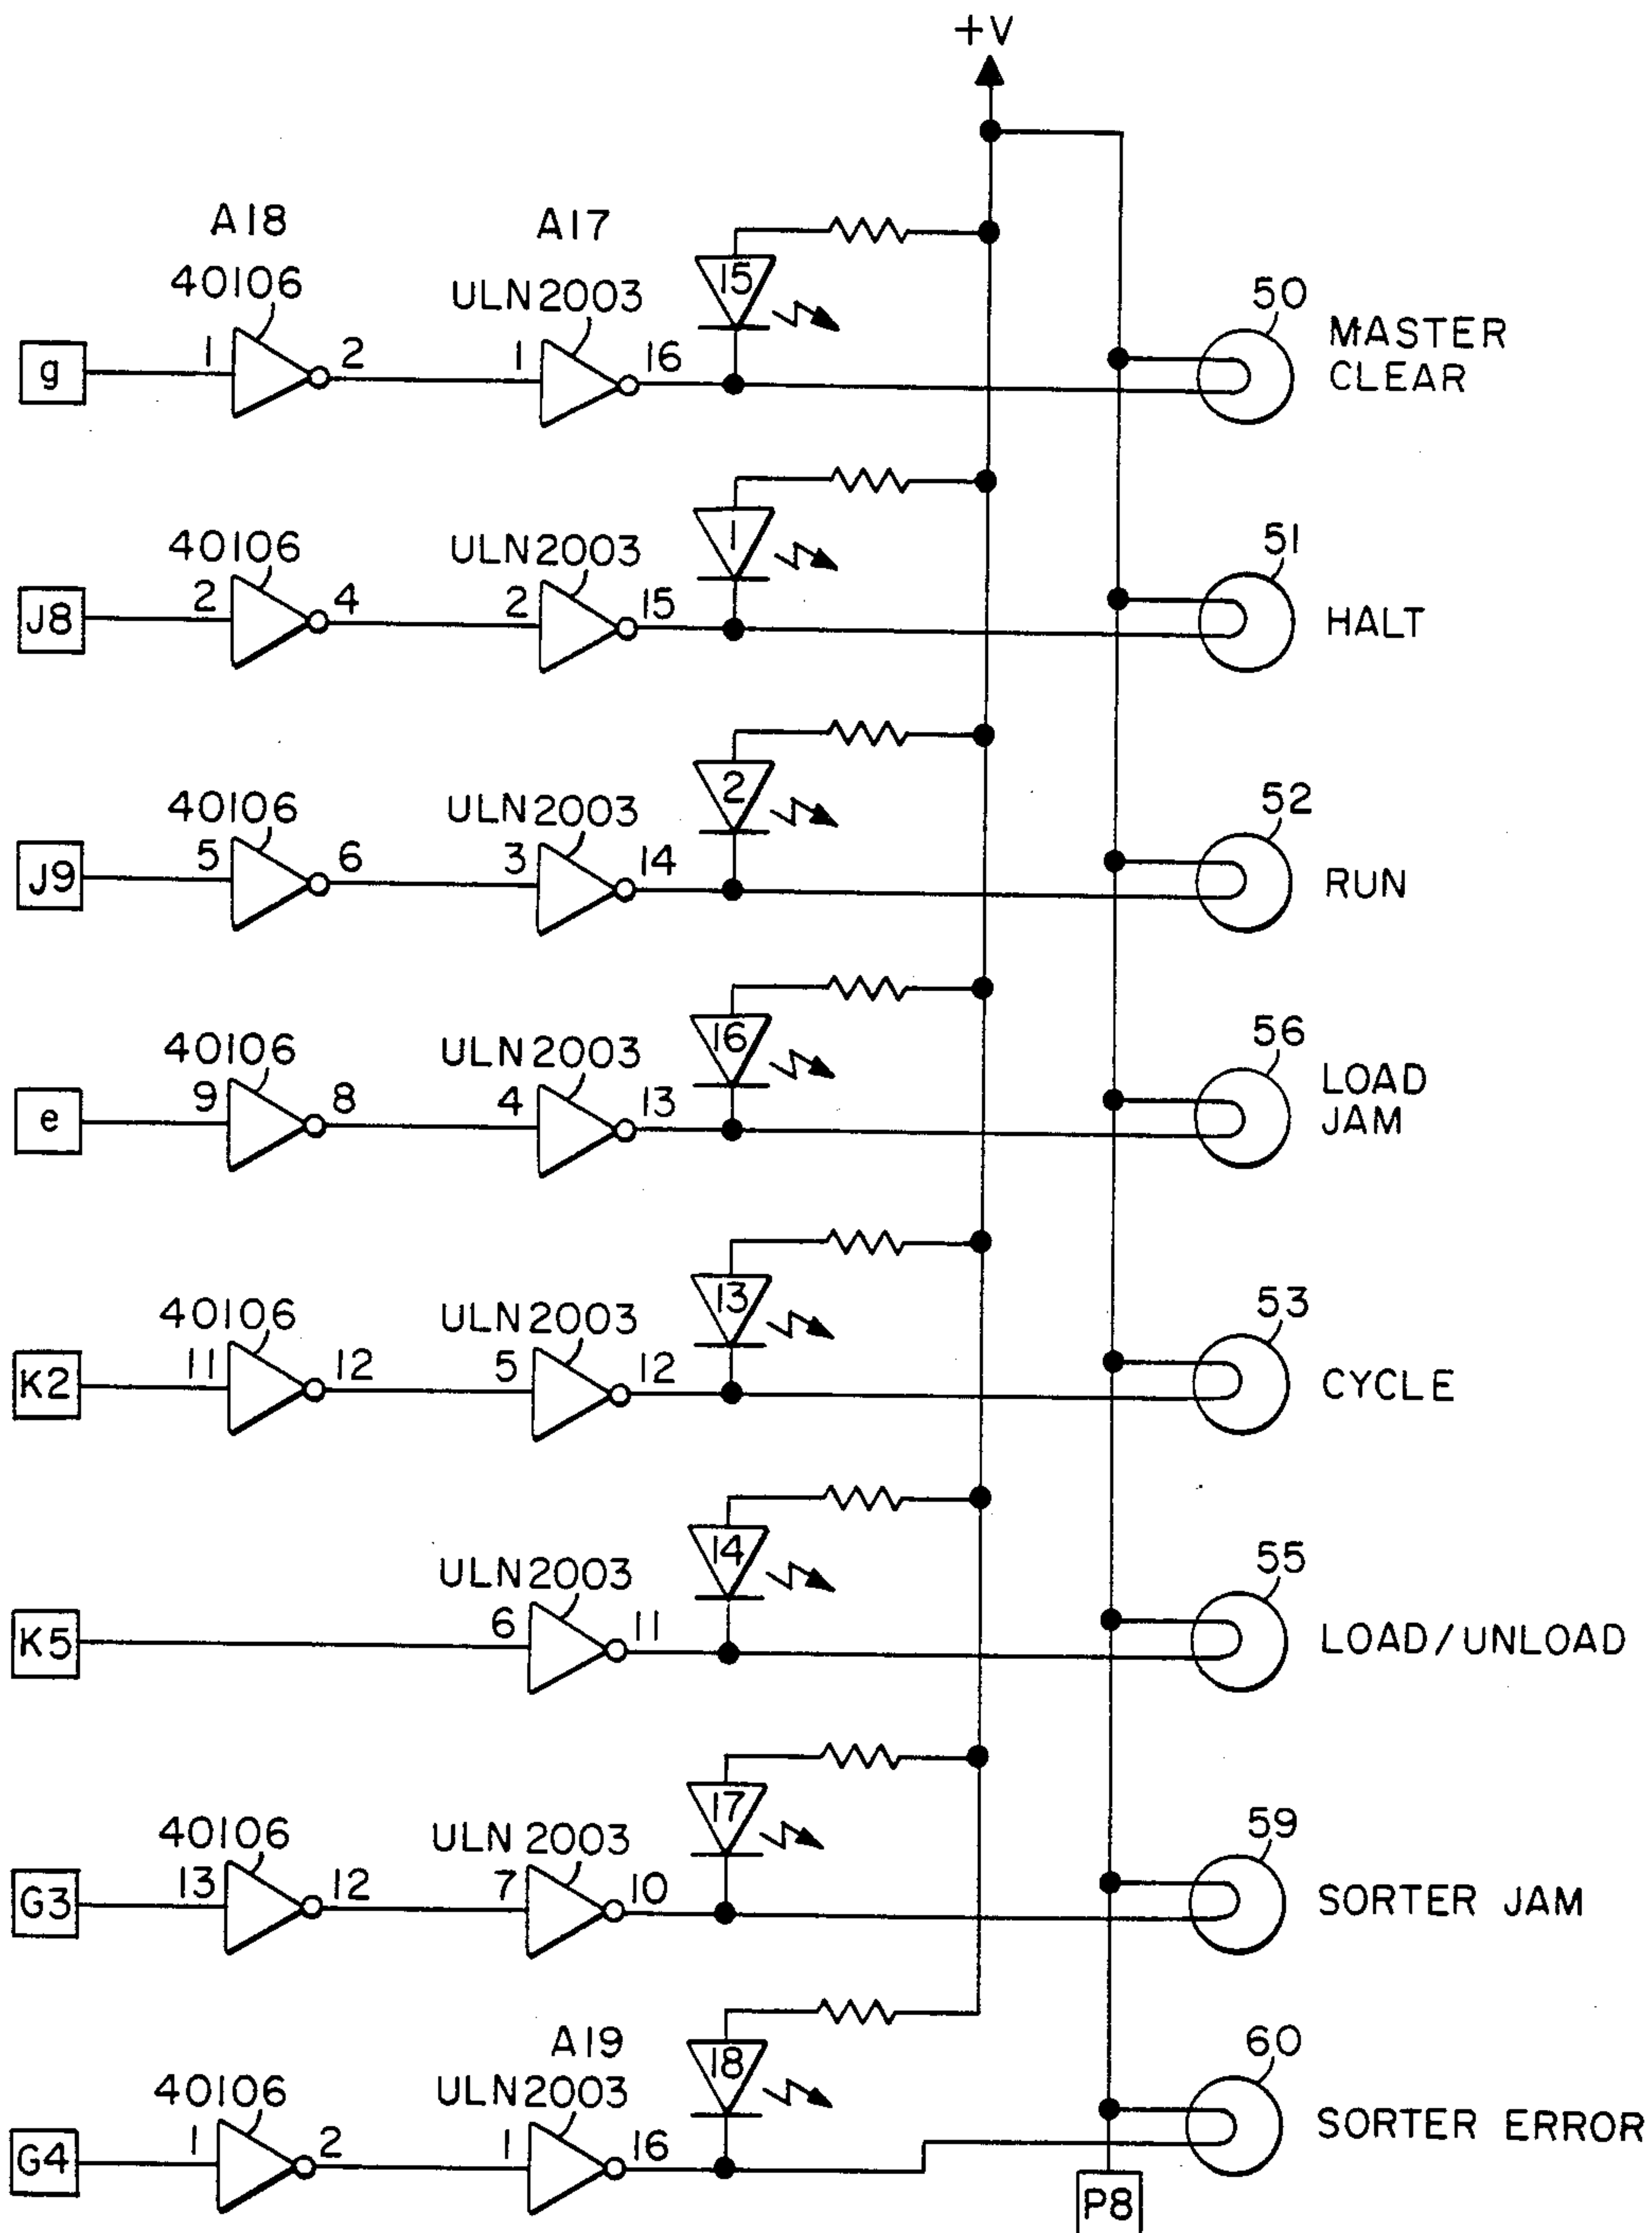 +V
A18
A17
40106
ULN2003
15
50
MASTER
CLEAR
g
1
2
1
16
40106
ULN2003
1
51
J8
2
4
2
15
HALT
40106
ULN2003
2
52
J9
5
6
3
14
RUN
40106
ULN2003
16
56
LOAD
JAM
e
9
8
4
13
40106
ULN2003
13
53
K2
11
12
5
12
CYCLE
ULN2003
14
55
K5
6
11
LOAD/UNLOAD
40106
ULN2003
17
59
G3
13
12
7
10
SORTER JAM
A19
40106
ULN2003
18
60
G4
1
2
1
16
SORTER ERROR
P8